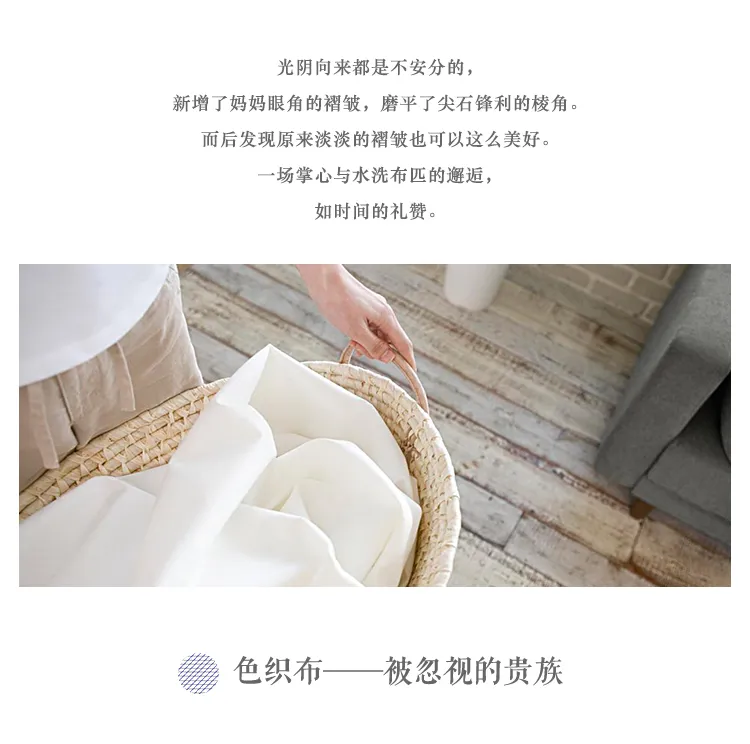 光阴向来都是不安分的，
新增了妈妈眼角的褶皱，磨平了尖石锋利的棱角。
而后发现原来淡淡的褶皱也可以这么美好。
一场掌心与水洗布匹的邂逅，
如时间的礼赞。
色织布——被忽视的贵族